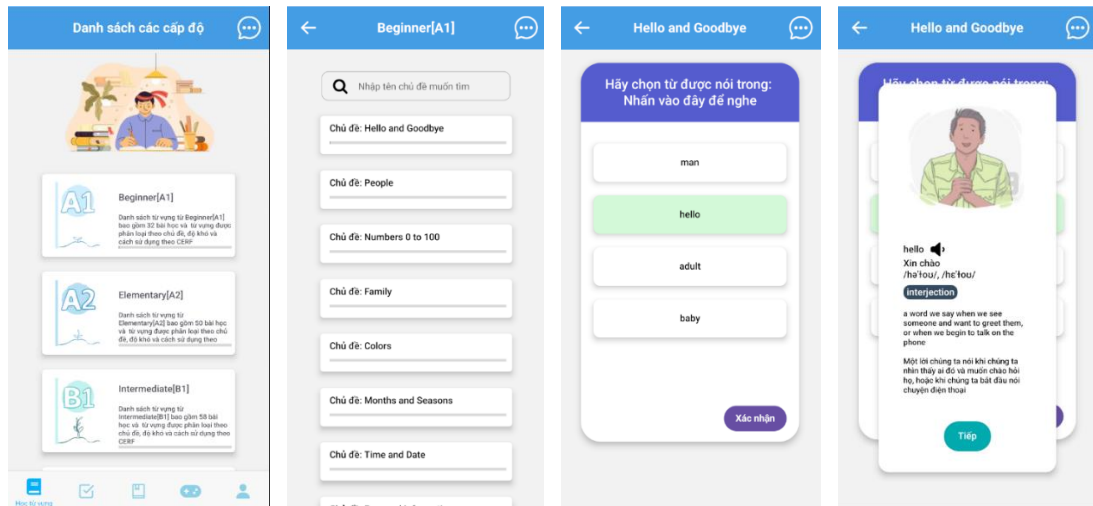 Danh sách các cấp độ
A1
Beginner[A1]
Danh sách từ vựng từ Beginner[A1]
bao gồm 32 bài học và từ vựng được
phân loại theo chủ đề, độ khó và
cách sử dụng theo CERF
A2
Elementary[A2]
Danh sách từ vựng từ
Elementary[A2] bao gồm 50 bài học
và từ vựng được phân loại theo chủ
đề, độ khó và cách sử dụng theo
B1
Intermediate[B1]
Danh sách từ vựng từ
Intermediate[B1] bao gồm 58 bài
học và từ vựng được phân loại theo
chủ đề, độ khó và cách sử dụng theo
CERF
Học từ vựng
Beginner[A1]
Nhập tên chủ đề muốn tìm
Chủ đề: Hello and Goodbye
Chủ đề: People
Chủ đề: Numbers 0 to 100
Chủ đề: Family
Chủ đề: Colors
Chủ đề: Months and Seasons
Chủ đề: Time and Date
Hello and Goodbye
Hãy chọn từ được nói trong:
Nhấn vào đây để nghe
man
hello
adult
baby
Xác nhận
Hello and Goodbye
Hãy chọn từ được nói trong:
hello
Xin chào
/həˈɫoʊ/, /hɛˈɫoʊ/
interjection
a word we say when we see
someone and want to greet them,
or when we begin to talk on the
phone
Một lời chúng ta nói khi chúng ta
nhìn thấy ai đó và muốn chào hỏi
họ, hoặc khi chúng ta bắt đầu nói
chuyện điện thoại
Tiếp